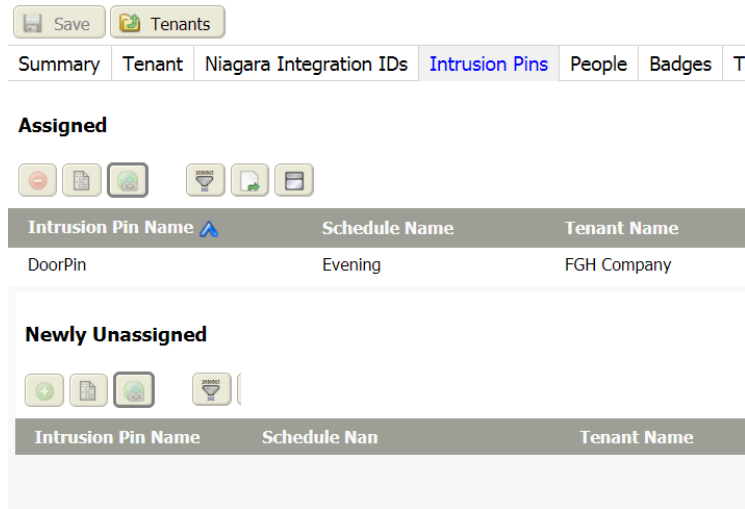 Save Tenants
Summary Tenant Niagara Integration IDs Intrusion Pins People Badges T
Assigned
Intrusion Pin Name Schedule Name Tenant Name
DoorPin Evening FGH Company
Newly Unassigned
Intrusion Pin Name Schedule Nan Tenant Name